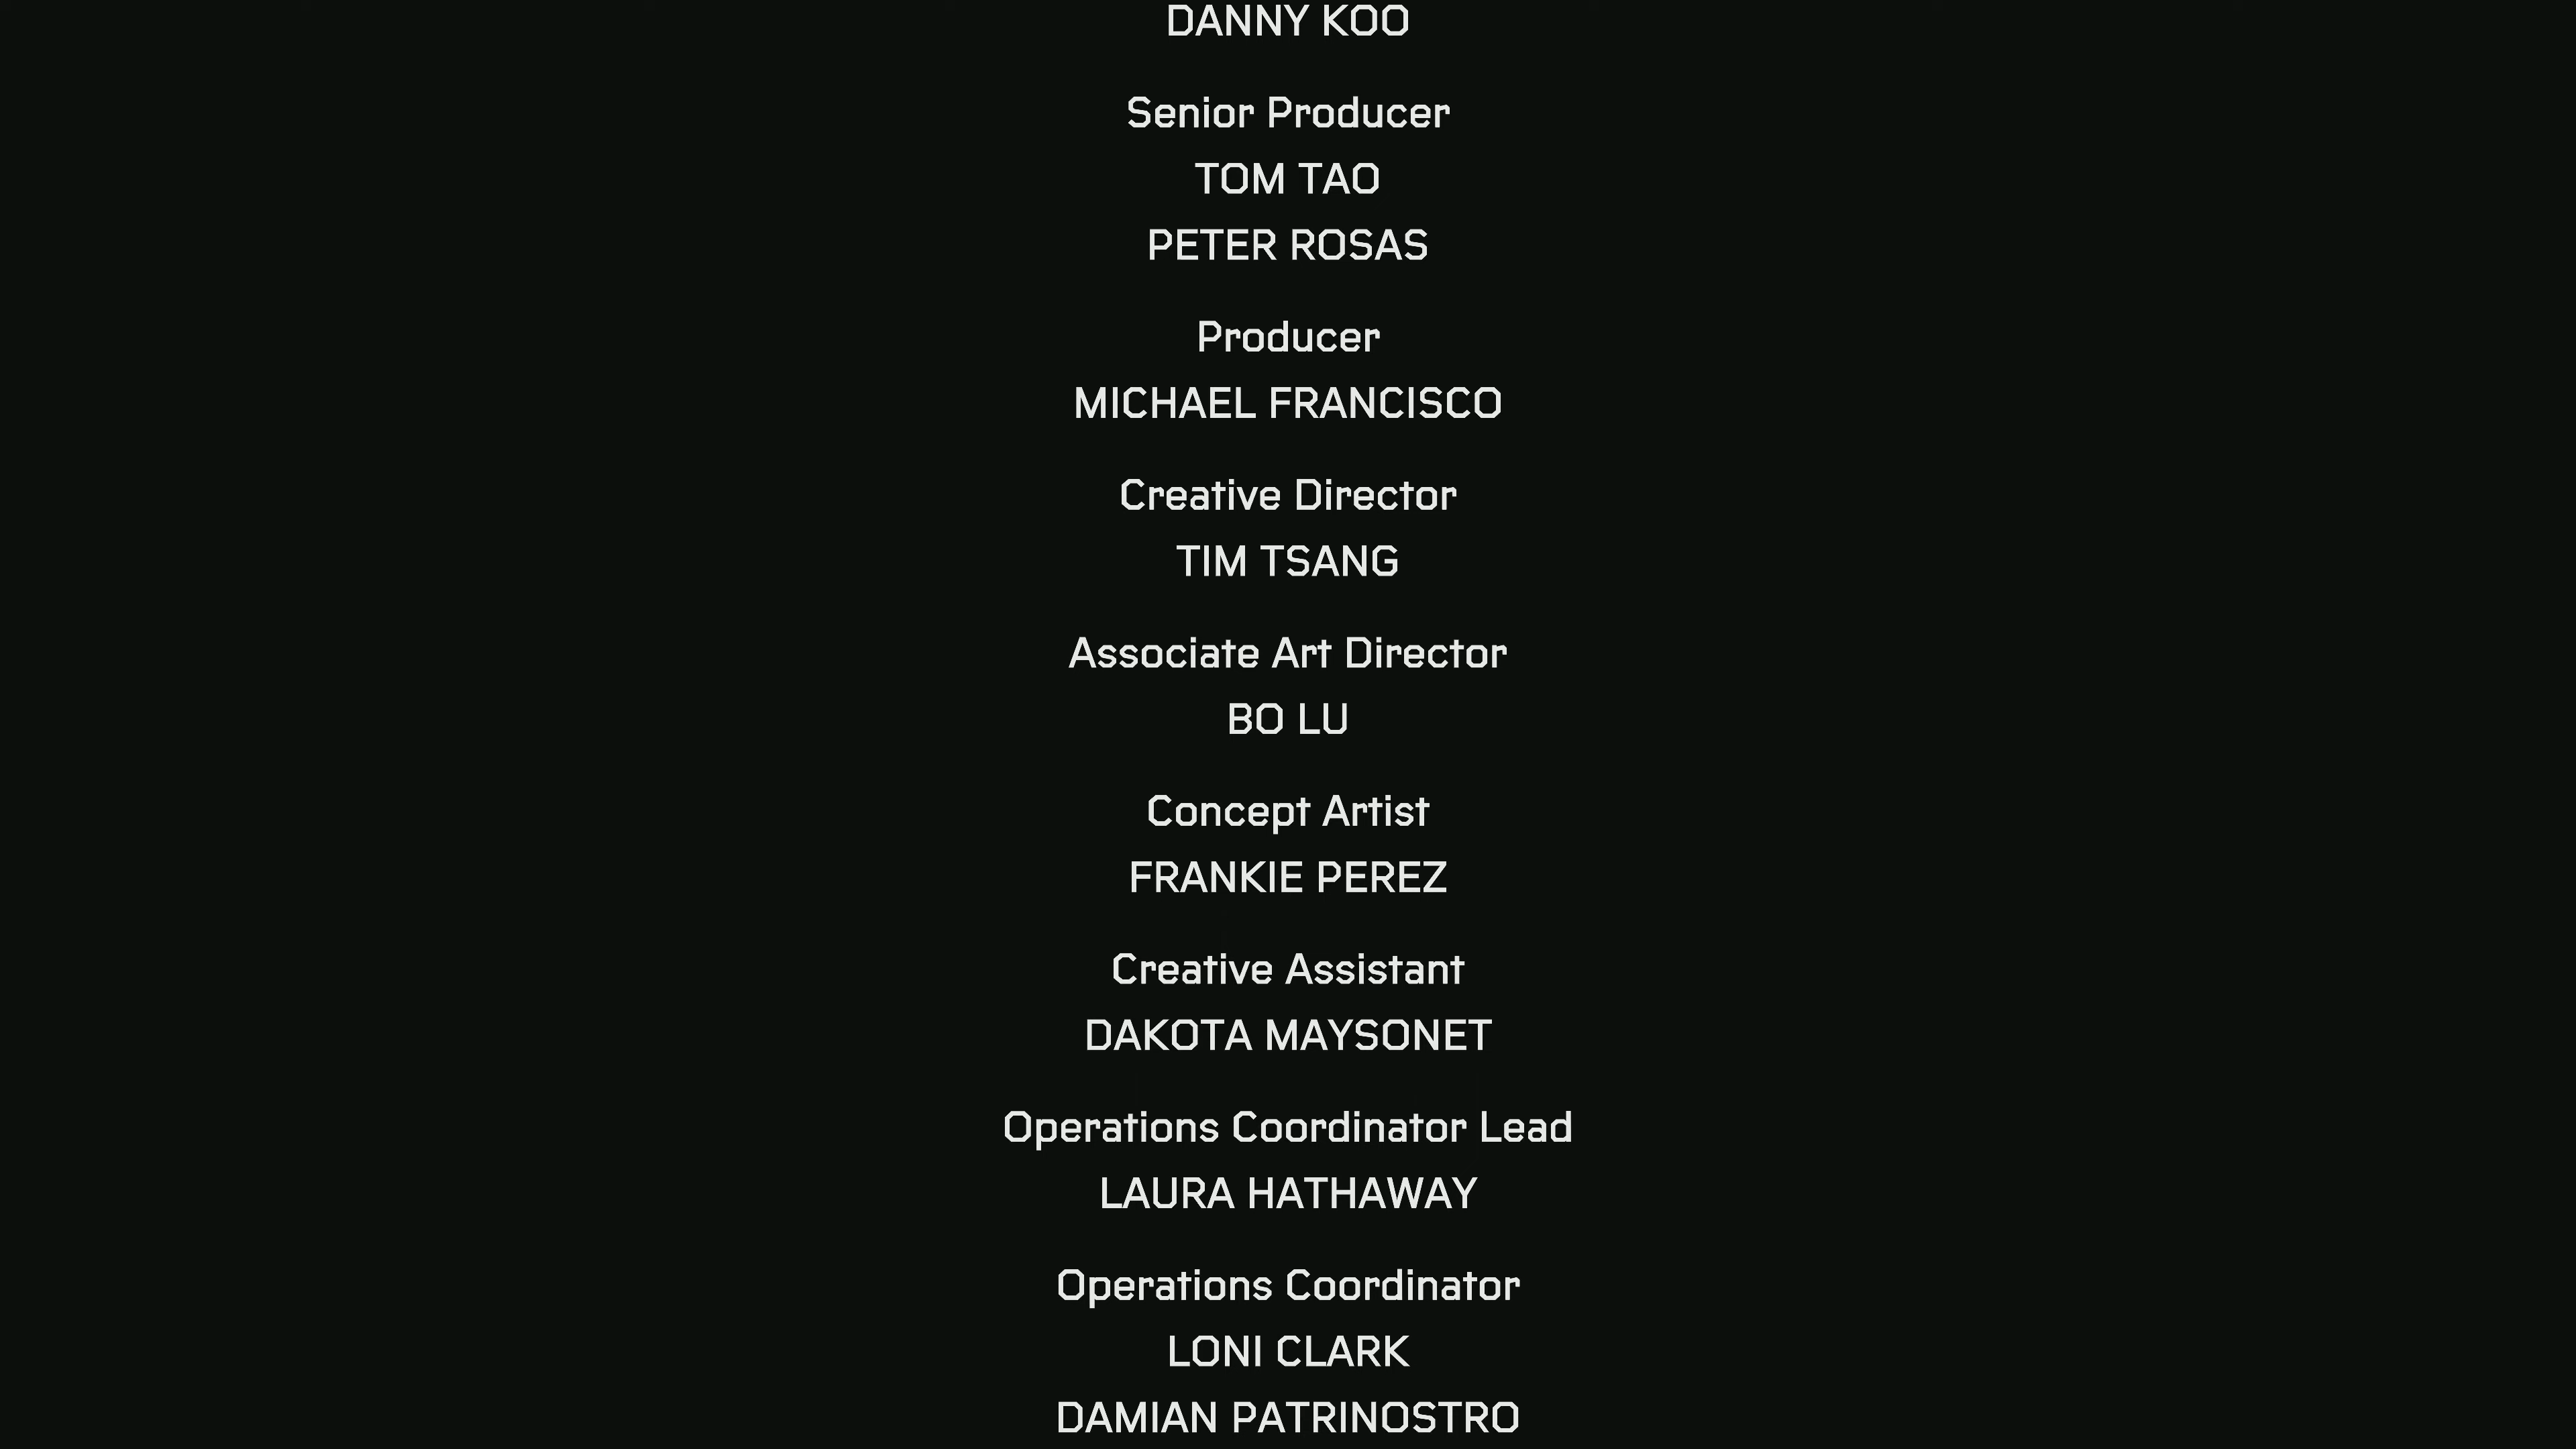 DANNY KOO
Senior Producer
TOM TAO
PETER ROSAS
Producer
MICHAEL FRANCISCO
Creative Director
TIM TSANG
Associate Art Director
BO LU
Concept Artist
FRANKIE PEREZ
Creative Assistant
DAKOTA MAYSONET
Operations Coordinator Lead
LAURA HATHAWAY
Operations Coordinator
LONI CLARK
DAMIAN PATRINOSTRO